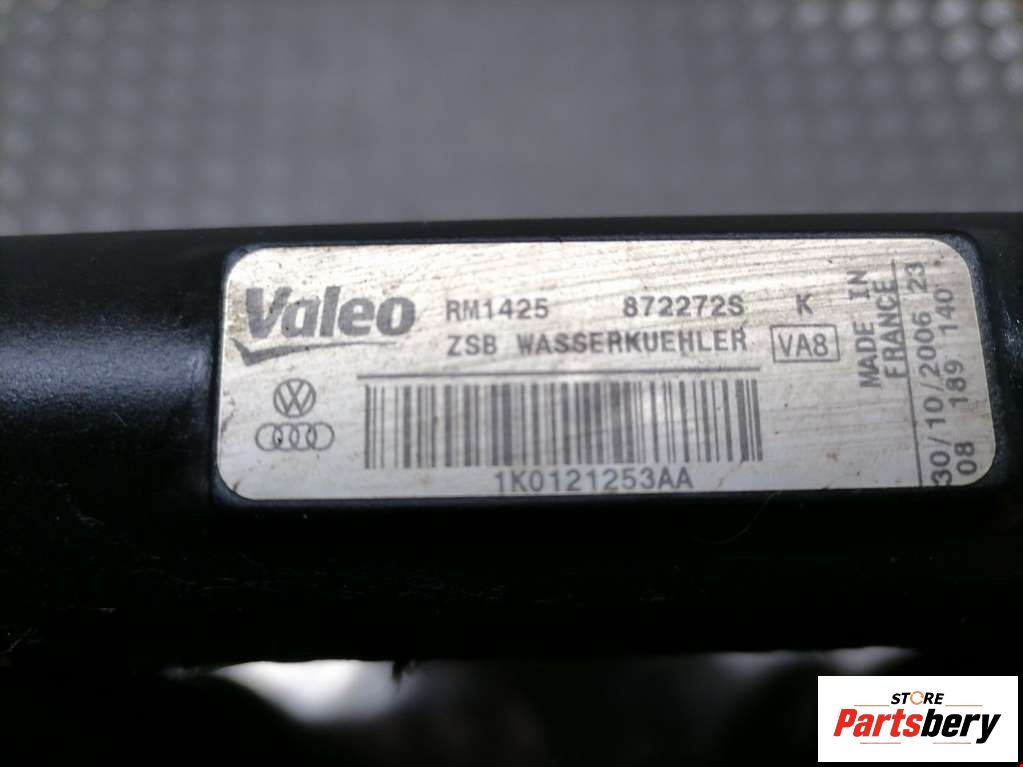 Valeo RM1425 872272S K
ZSB WASSERKUEHLER VA8
1K0121253AA
MADE IN
FRANCE
30/10/2006 23
08 189 140
STORE
Partsbery